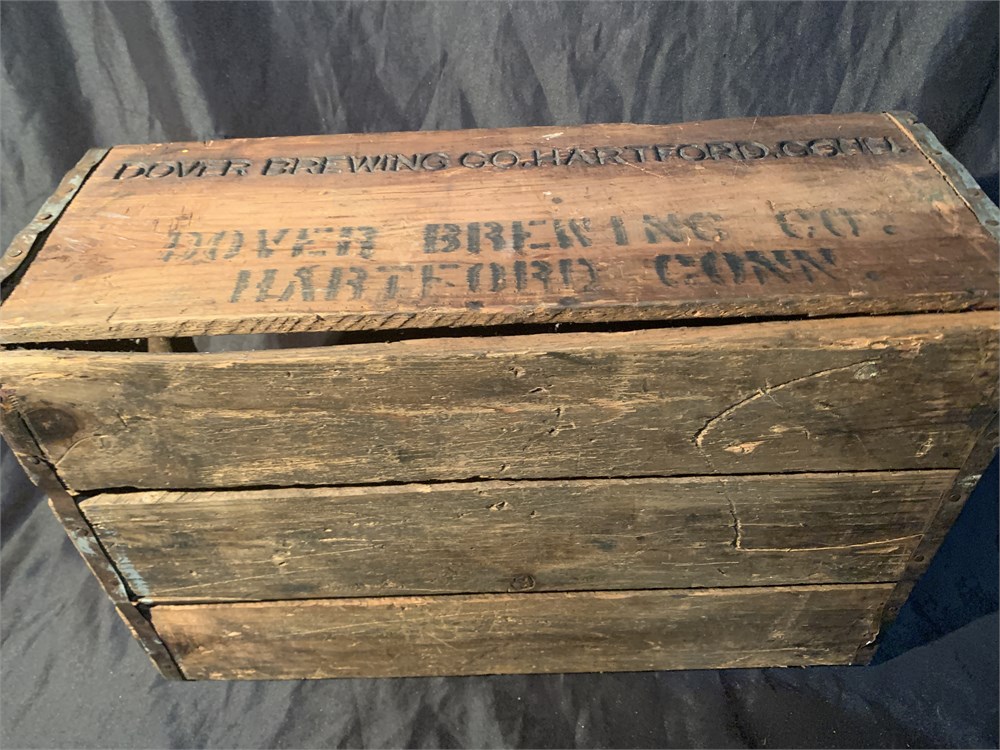 DOVER BREWING CO. HARTFORD. CONN.
DOVER BREWING CO.
HARTFORD CONN.